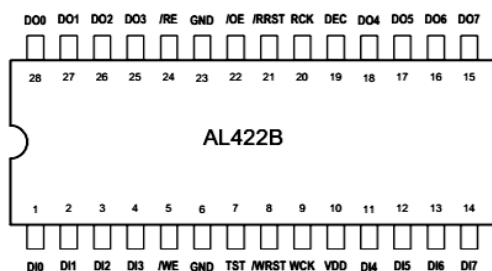 DO0 DO1 DO2 DO3 /RE GND /OE /RRST RCK DEC DO4 DO5 DO6 DO7
28 27 26 25 24 23 22 21 20 19 18 17 16 15
AL422B
1 2 3 4 5 6 7 8 9 10 11 12 13 14
DI0 DI1 DI2 DI3 /WE GND TST /WRST WCK VDD DI4 DI5 DI6 DI7